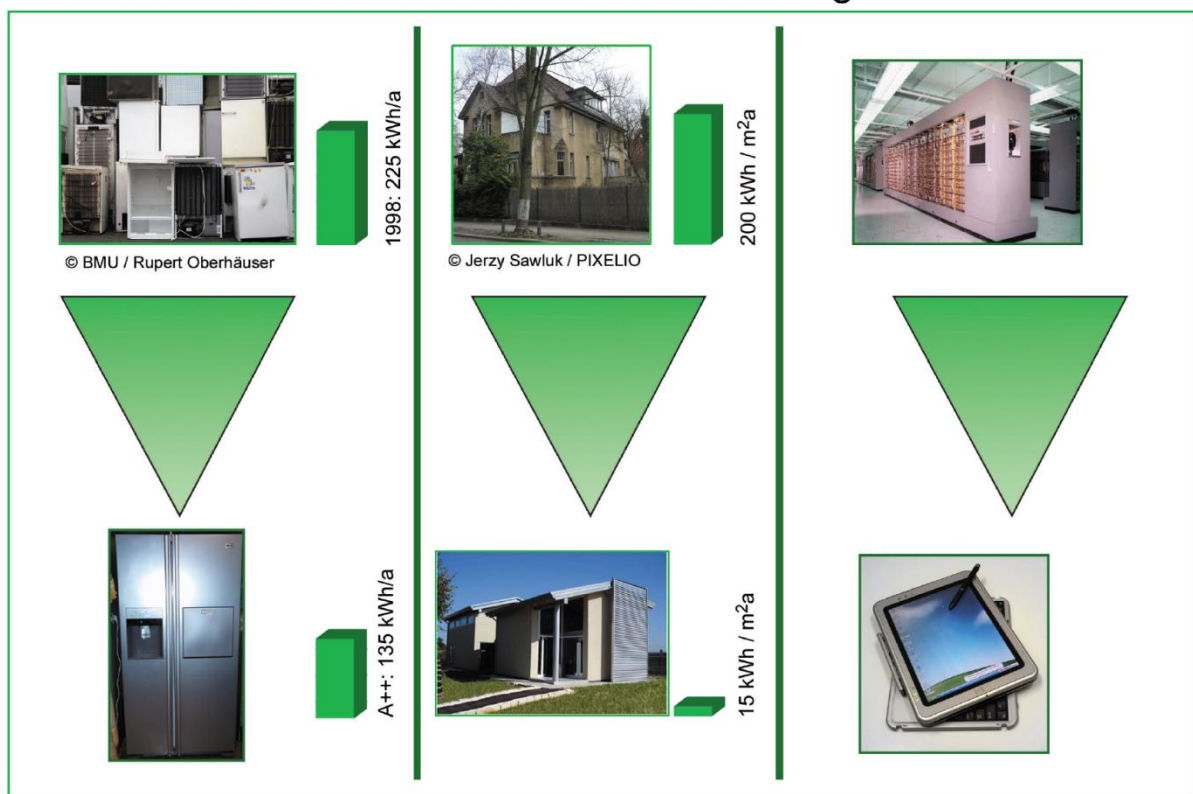 1998: 225 kWh/a
© BMU / Rupert Oberhäuser
200 kWh / m²a
© Jerzy Sawluk / PIXELIO
A++: 135 kWh/a
15 kWh / m²a